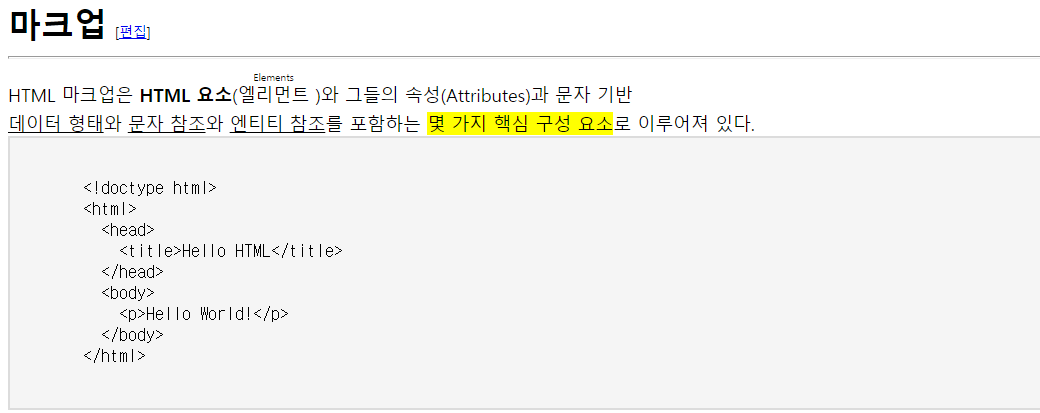 마크업 [편집]
Elements
HTML 마크업은 HTML 요소(엘리먼트 )와 그들의 속성(Attributes)과 문자 기반
데이터 형태와 문자 참조와 엔티티 참조를 포함하는 몇 가지 핵심 구성 요소로 이루어져 있다.
<!doctype html>
<html>
  <head>
    <title>Hello HTML</title>
  </head>
  <body>
    <p>Hello World!</p>
  </body>
</html>